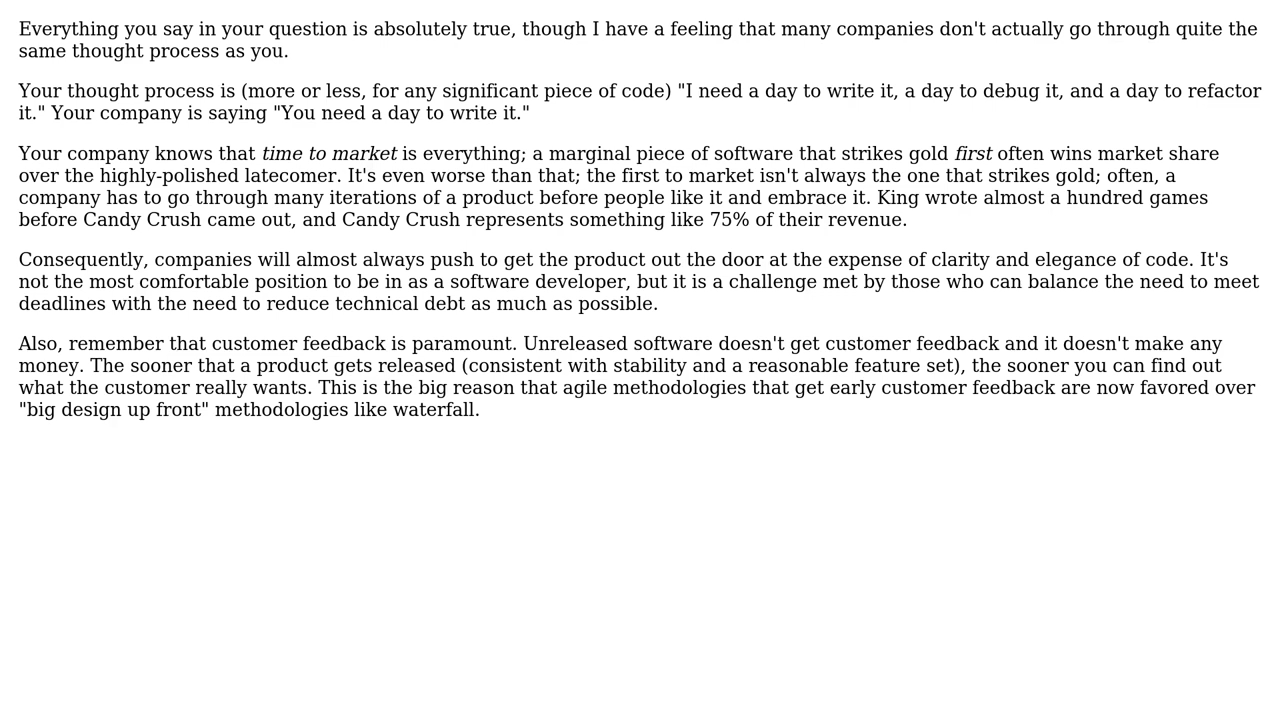 Everything you say in your question is absolutely true, though I have a feeling that many companies don't actually go through quite the
same thought process as you.
Your thought process is (more or less, for any significant piece of code) "I need a day to write it, a day to debug it, and a day to refactor
it." Your company is saying "You need a day to write it."
Your company knows that time to market is everything; a marginal piece of software that strikes gold first often wins market share
over the highly-polished latecomer. It's even worse than that; the first to market isn't always the one that strikes gold; often, a
company has to go through many iterations of a product before people like it and embrace it. King wrote almost a hundred games
before Candy Crush came out, and Candy Crush represents something like 75% of their revenue.
Consequently, companies will almost always push to get the product out the door at the expense of clarity and elegance of code. It's
not the most comfortable position to be in as a software developer, but it is a challenge met by those who can balance the need to meet
deadlines with the need to reduce technical debt as much as possible.
Also, remember that customer feedback is paramount. Unreleased software doesn't get customer feedback and it doesn't make any
money. The sooner that a product gets released (consistent with stability and a reasonable feature set), the sooner you can find out
what the customer really wants. This is the big reason that agile methodologies that get early customer feedback are now favored over
"big design up front" methodologies like waterfall.